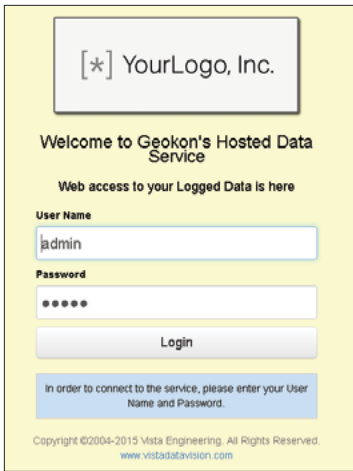 [*] YourLogo, Inc.
Welcome to Geokon's Hosted Data
Service
Web access to your Logged Data is here
User Name
admin
Password
●●●●●
Login
In order to connect to the service, please enter your User
Name and Password.
Copyright ©2004-2015 Vista Engineering. All Rights Reserved.
www.vistadatavision.com